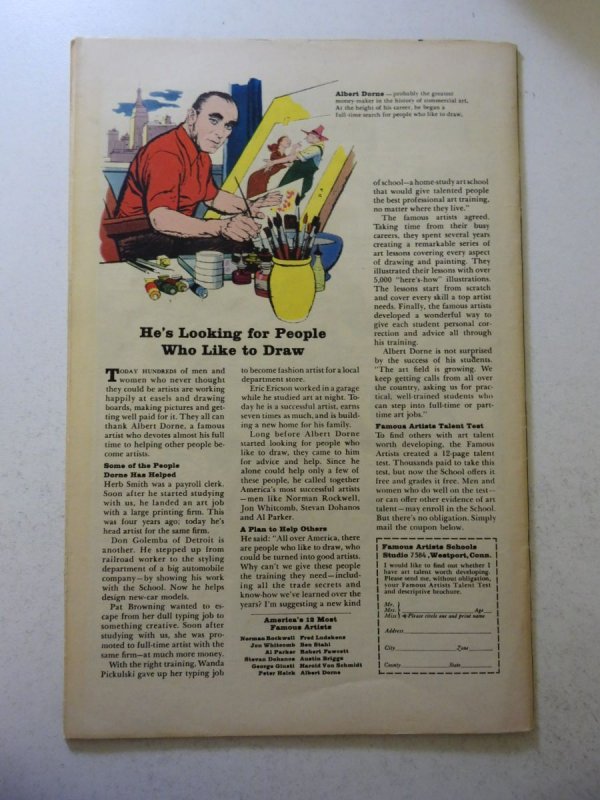 Albert Dorne — probably the greatest
money-maker in the history of commercial art.
At the height of his career, he began a
full-time search for people who like to draw.
He's Looking for People
Who Like to Draw
TODAY HUNDREDS of men and
women who never thought
they could be artists are working
happily at easels and drawing
boards, making pictures and get-
ting well paid for it. They all can
thank Albert Dorne, a famous
artist who devotes almost his full
time to helping other people be-
come artists.
Some of the People
Dorne Has Helped
Herb Smith was a payroll clerk.
Soon after he started studying
with us, he landed an art job
with a large printing firm. This
was four years ago; today he's
head artist for the same firm.
Don Golemba of Detroit is
another. He stepped up from
railroad worker to the styling
department of a big automobile
company—by showing his work
with the School. Now he helps
design new-car models.
Pat Browning wanted to es-
cape from her dull typing job to
something creative. Soon after
studying with us, she was pro-
moted to full-time artist with the
same firm—at much more money.
With the right training, Wanda
Pickulski gave up her typing job
to become fashion artist for a local
department store.
Eric Ericson worked in a garage
while he studied art at night. To-
day he is a successful artist, earns
seven times as much, and is build-
ing a new home for his family.
Long before Albert Dorne
started looking for people who
like to draw, they came to him
for advice and help. Since he
alone could help only a few of
these people, he called together
America's most successful artists
—men like Norman Rockwell,
Jon Whitcomb, Stevan Dohanos
and Al Parker.
A Plan to Help Others
He said: "All over America, there
are people who like to draw, who
could be turned into good artists.
Why can't we give these people
the training they need—includ-
ing all the trade secrets and
know-how we've learned over the
years? I'm suggesting a new kind
America's 12 Most
Famous Artists
Norman Rockwell Fred Ludekens
Jon Whitcomb Ben Stahl
Al Parker Robert Fawcett
Stevan Dohanos Austin Briggs
George Giusti Harold Von Schmidt
Peter Helck Albert Dorne
of school—a home-study art school
that would give talented people
the best professional art training,
no matter where they live."
The famous artists agreed.
Taking time from their busy
careers, they spent several years
creating a remarkable series of
art lessons covering every aspect
of drawing and painting. They
illustrated their lessons with over
5,000 "here's-how" illustrations.
The lessons start from scratch
and cover every skill a top artist
needs. Finally, the famous artists
developed a wonderful way to
give each student personal cor-
rection and advice all through
his training.
Albert Dorne is not surprised
by the success of his students.
"The art field is growing. We
keep getting calls from all over
the country, asking us for prac-
tical, well-trained students who
can step into full-time or part-
time art jobs."
Famous Artists Talent Test
To find others with art talent
worth developing, the Famous
Artists created a 12-page talent
test. Thousands paid to take this
test, but now the School offers it
free and grades it free. Men and
women who do well on the test—
or can offer other evidence of art
talent—may enroll in the School.
But there's no obligation. Simply
mail the coupon below.
Famous Artists Schools
Studio 7584, Westport, Conn.
I would like to find out whether I
have art talent worth developing.
Please send me, without obligation,
your Famous Artists Talent Test
and descriptive brochure.
Mr.
Mrs. Age
Miss Please circle one and print name
Address
City Zone
County State